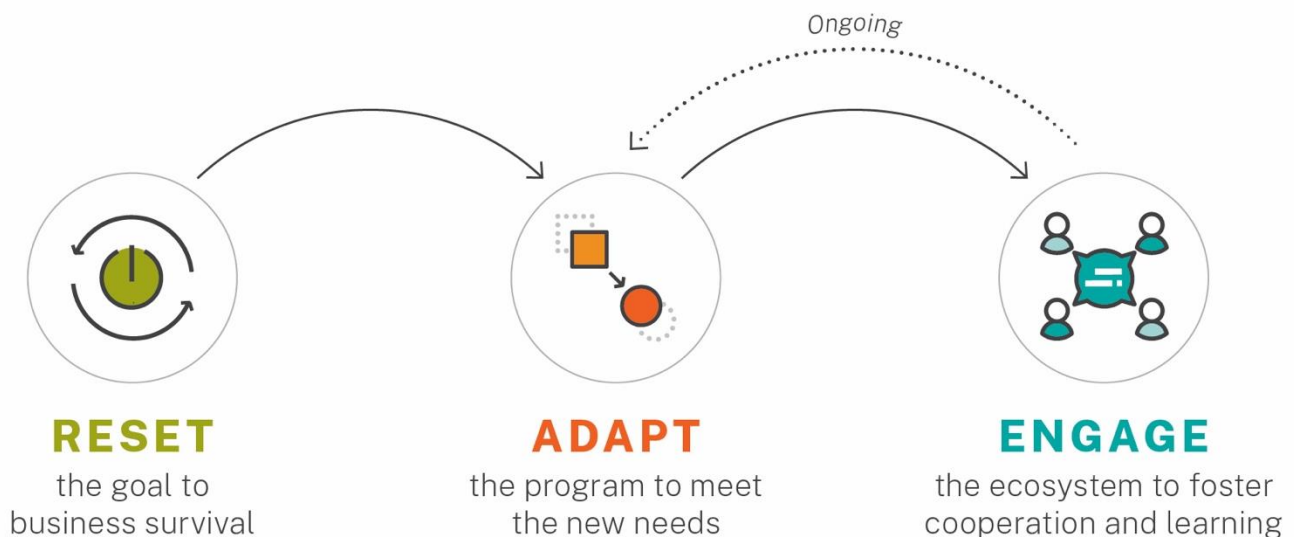 Ongoing
RESET
the goal to
business survival
ADAPT
the program to meet
the new needs
ENGAGE
the ecosystem to foster
cooperation and learning